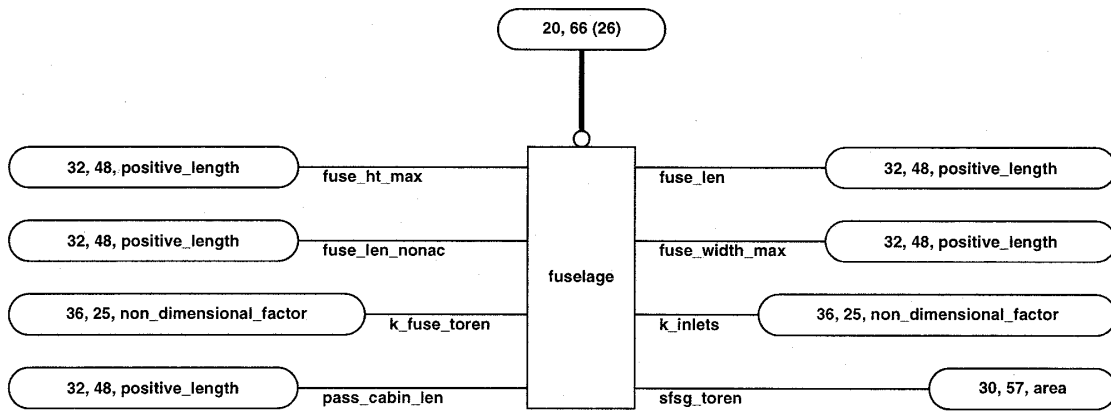 20, 66 (26)
32, 48, positive_length
fuse_ht_max
fuse_len
32, 48, positive_length
32, 48, positive_length
fuse_len_nonac
fuse_width_max
32, 48, positive_length
fuselage
36, 25, non_dimensional_factor
k_fuse_toren
k_inlets
36, 25, non_dimensional_factor
32, 48, positive_length
pass_cabin_len
sfsg_toren
30, 57, area